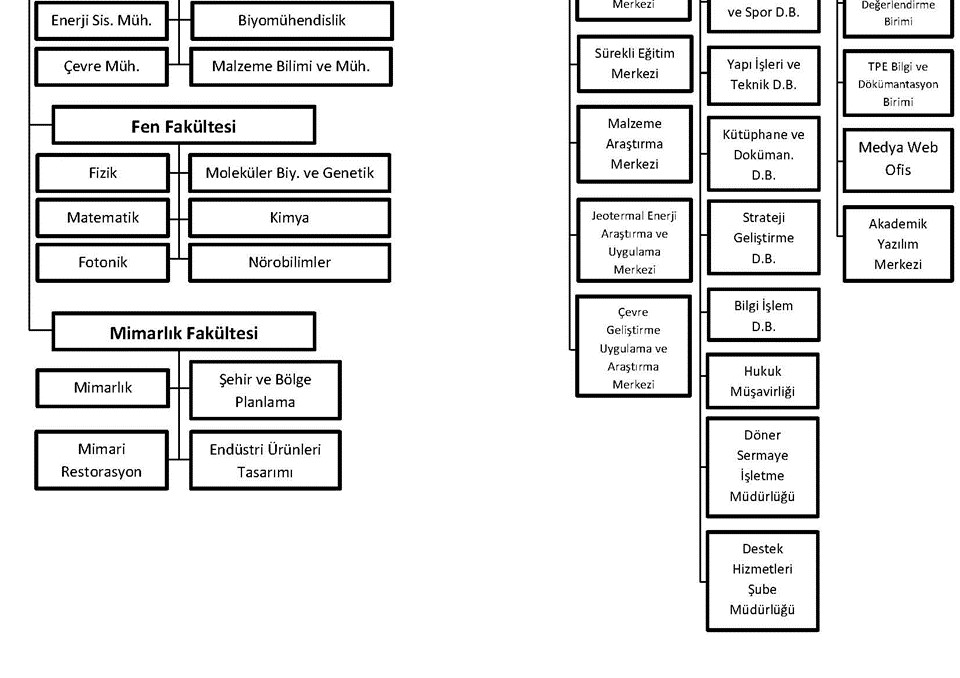 Enerji Sis. Müh.
Biyomühendislik
Çevre Müh.
Malzeme Bilimi ve Müh.
Fen Fakültesi
Fizik
Moleküler Biy. ve Genetik
Matematik
Kimya
Fotonik
Nörobilimler
Mimarlık Fakültesi
Mimarlık
Şehir ve Bölge
Planlama
Mimari
Restorasyon
Endüstri Ürünleri
Tasarımı
Merkezi
Sürekli Eğitim
Merkezi
Malzeme
Araştırma
Merkezi
Jeotermal Enerji
Araştırma ve
Uygulama
Merkezi
Çevre
Geliştirme
Uygulama ve
Araştırma
Merkezi
ve Spor D.B.
Yapı İşleri ve
Teknik D.B.
Kütüphane ve
Doküman.
D.B.
Strateji
Geliştirme
D.B.
Bilgi İşlem
D.B.
Hukuk
Müşavirliği
Döner
Sermaye
İşletme
Müdürlüğü
Destek
Hizmetleri
Şube
Müdürlüğü
Değerlendirme
Birimi
TPE Bilgi ve
Dökümantasyon
Birimi
Medya Web
Ofis
Akademik
Yazılım
Merkezi